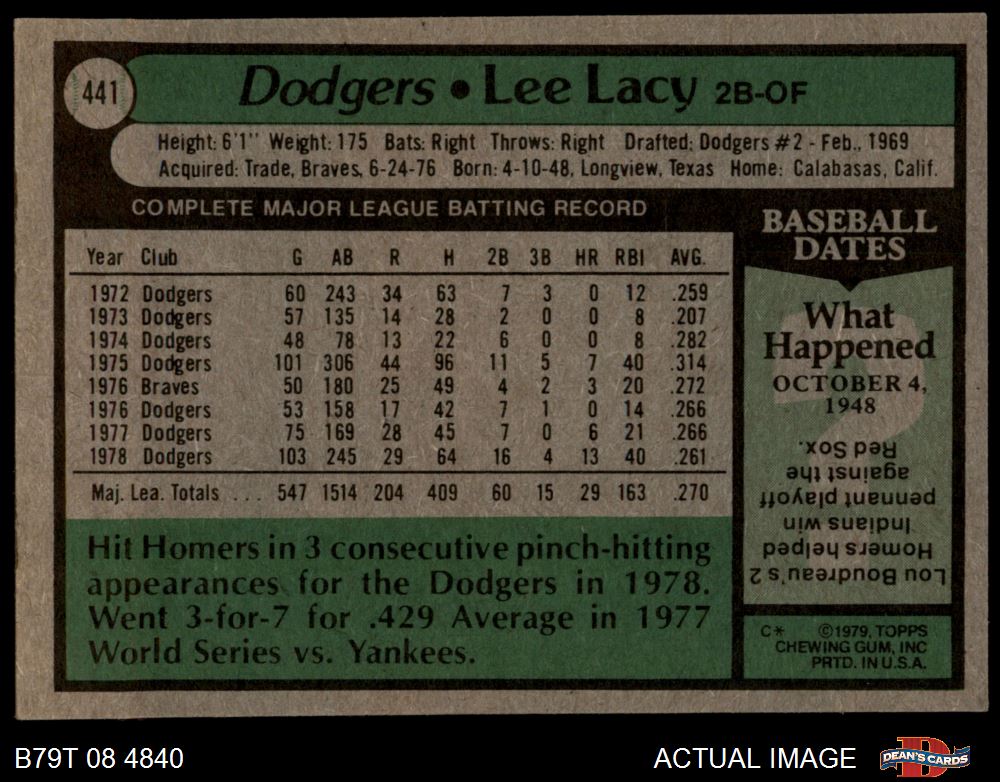 441
Dodgers • Lee Lacy 2B-OF
Height: 6'1" Weight: 175 Bats: Right Throws: Right Drafted: Dodgers #2 - Feb., 1969
Acquired: Trade, Braves, 6-24-76 Born: 4-10-48, Longview, Texas Home: Calabasas, Calif.
COMPLETE MAJOR LEAGUE BATTING RECORD
Year Club G AB R H 2B 3B HR RBI AVG.
1972 Dodgers 60 243 34 63 7 3 0 12 .259
1973 Dodgers 57 135 14 28 2 0 0 8 .207
1974 Dodgers 48 78 13 22 6 0 0 8 .282
1975 Dodgers 101 306 44 96 11 5 7 40 .314
1976 Braves 50 180 25 49 4 2 3 20 .272
1976 Dodgers 53 158 17 42 7 1 0 14 .266
1977 Dodgers 75 169 28 45 7 0 6 21 .266
1978 Dodgers 103 245 29 64 16 4 13 40 .261
Maj. Lea. Totals ... 547 1514 204 409 60 15 29 163 .270
Hit Homers in 3 consecutive pinch-hitting
appearances for the Dodgers in 1978.
Went 3-for-7 for .429 Average in 1977
World Series vs. Yankees.
BASEBALL
DATES
What
Happened
OCTOBER 4,
1948
Lou Boudreau's 2
Homers helped
Indians win
pennant playoff
against the
Red Sox.
C* ©1979, TOPPS
CHEWING GUM, INC
PRTD. IN U.S.A.
B79T 08 4840
ACTUAL IMAGE
DEAN'S CARDS